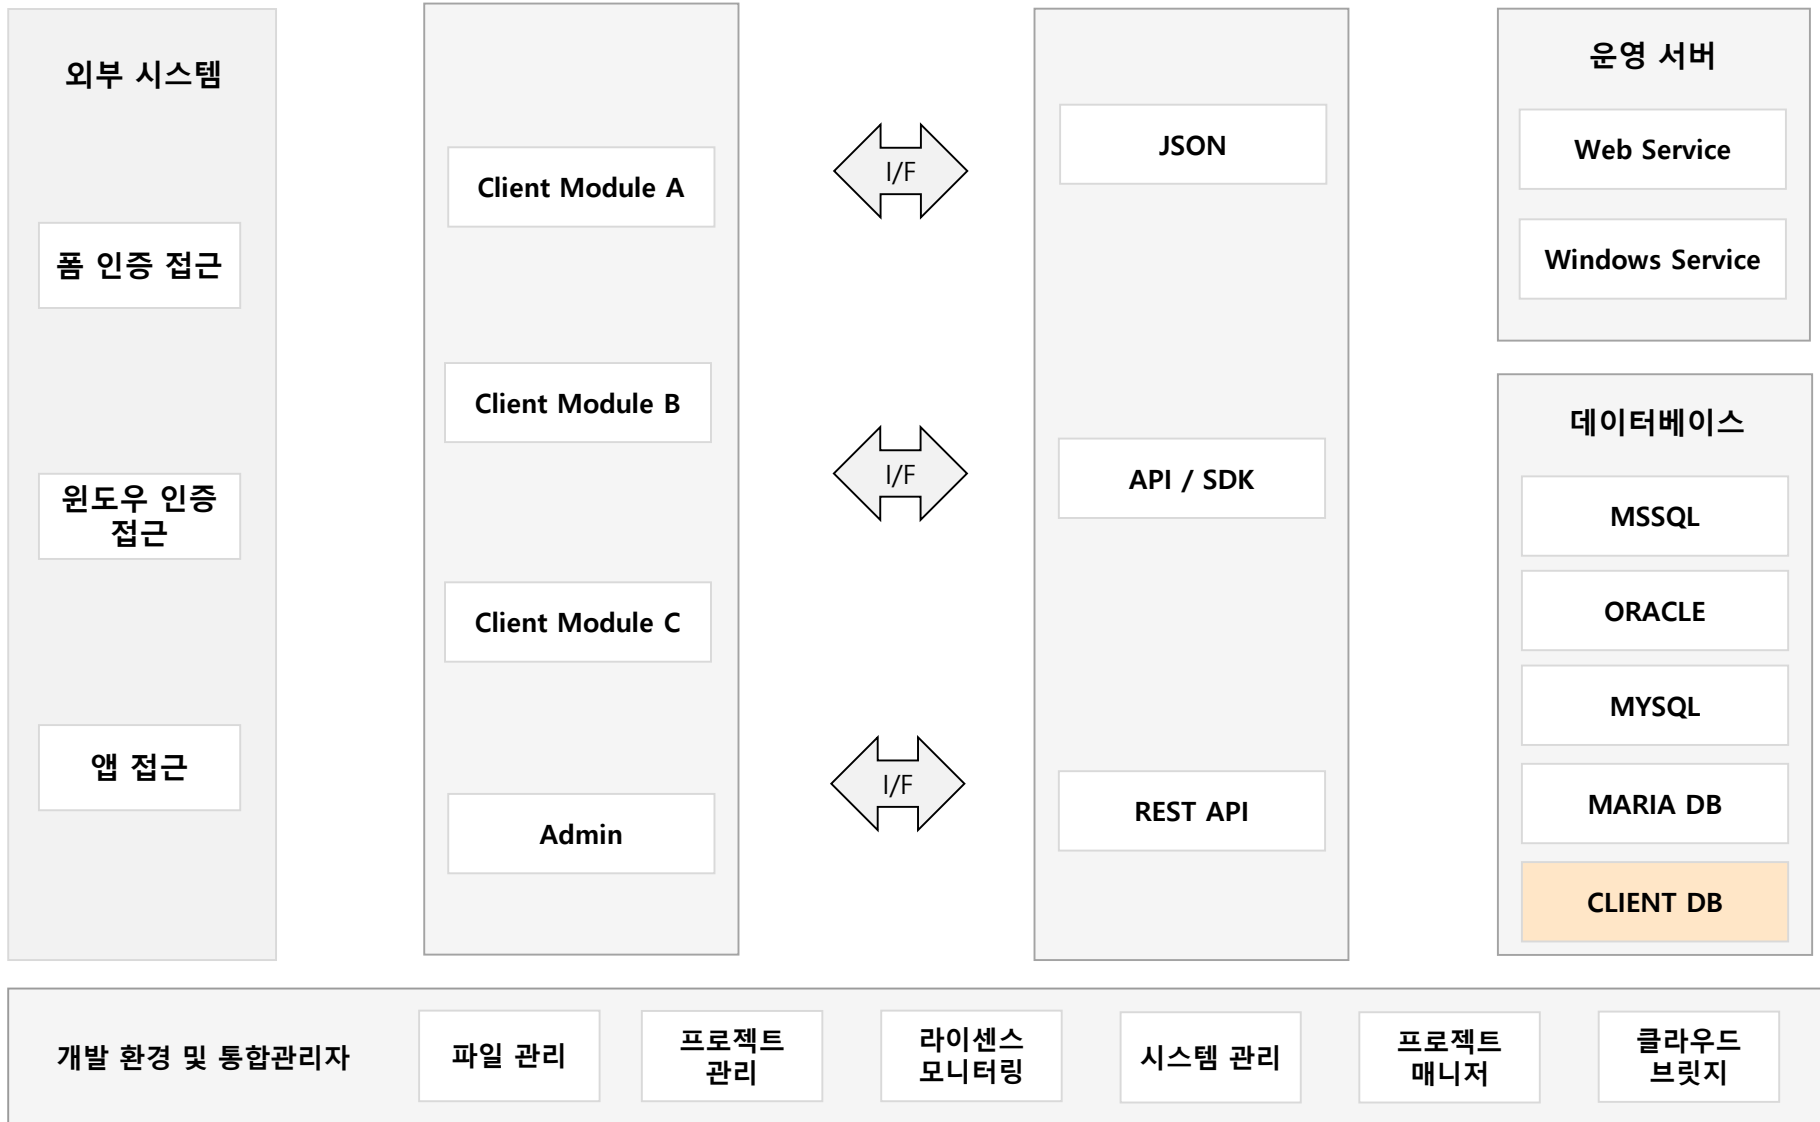 외부 시스템
폼 인증 접근
윈도우 인증
접근
앱 접근
Client Module A
Client Module B
Client Module C
Admin
I/F
I/F
I/F
JSON
API / SDK
REST API
운영 서버
Web Service
Windows Service
데이터베이스
MSSQL
ORACLE
MYSQL
MARIA DB
CLIENT DB
개발 환경 및 통합관리자
파일 관리
프로젝트
관리
라이센스
모니터링
시스템 관리
프로젝트
매니저
클라우드
브릿지